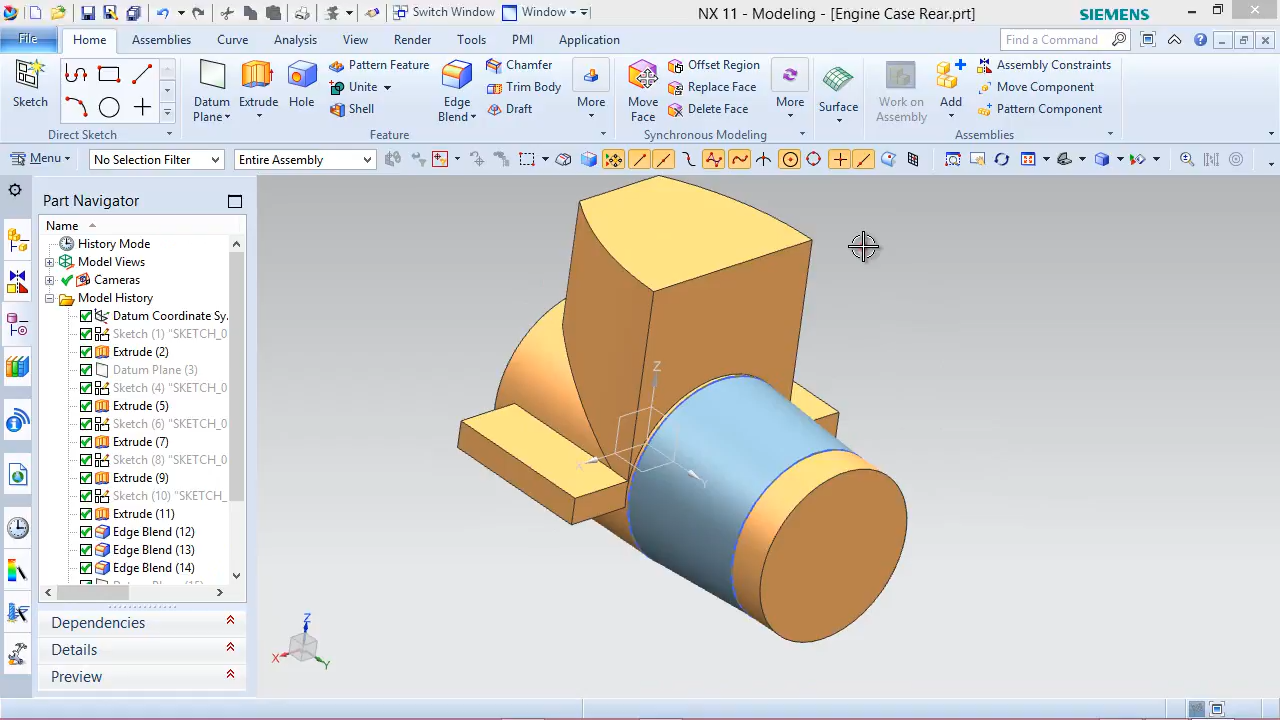 Switch Window
Window
NX 11 - Modeling - [Engine Case Rear.prt]
SIEMENS
File
Home
Assemblies
Curve
Analysis
View
Render
Tools
PMI
Application
Find a Command
Sketch
Direct Sketch
Datum
Plane
Extrude
Hole
Pattern Feature
Unite
Shell
Edge
Blend
Chamfer
Trim Body
Draft
More
Feature
Move
Face
Offset Region
Replace Face
Delete Face
More
Synchronous Modeling
Surface
Work on
Assembly
Add
Assembly Constraints
Move Component
Pattern Component
Assemblies
Menu
No Selection Filter
Entire Assembly
Part Navigator
Name
History Mode
Model Views
Cameras
Model History
Datum Coordinate Sy.
Sketch (1) "SKETCH_0
Extrude (2)
Datum Plane (3)
Sketch (4) "SKETCH_0
Extrude (5)
Sketch (6) "SKETCH_0
Extrude (7)
Sketch (8) "SKETCH_0
Extrude (9)
Sketch (10) "SKETCH_
Extrude (11)
Edge Blend (12)
Edge Blend (13)
Edge Blend (14)
Dependencies
Details
Preview
Z
X
Y
Z
X
Y